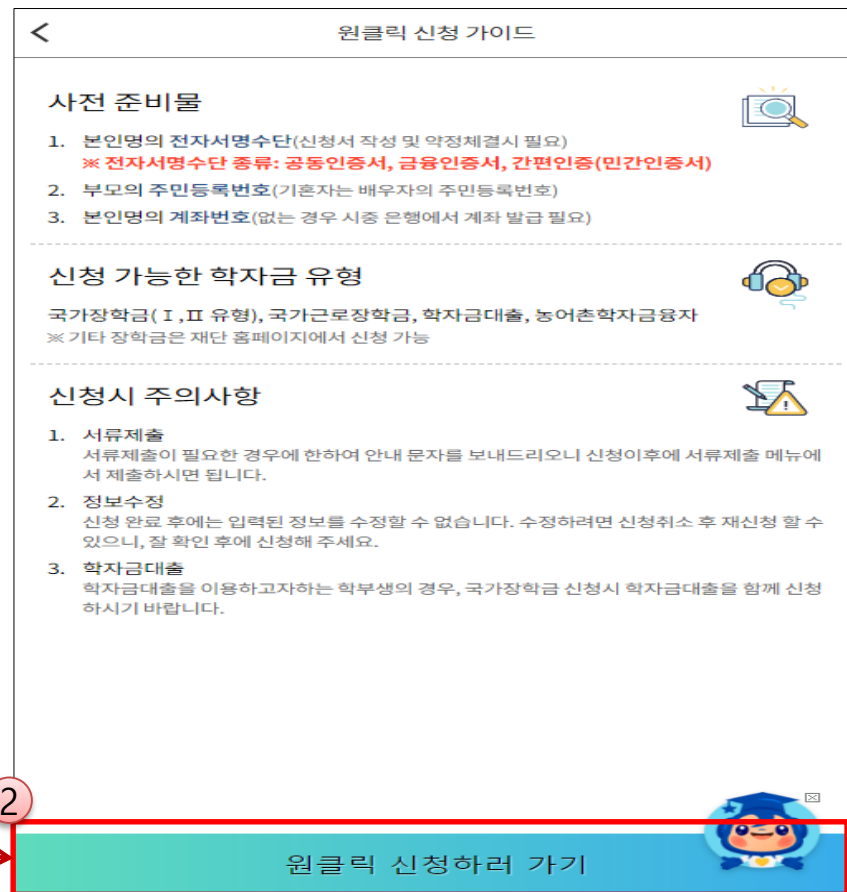 원클릭 신청 가이드
사전 준비물
1. 본인명의 전자서명수단(신청서 작성 및 약정체결시 필요)
※ 전자서명수단 종류: 공동인증서, 금융인증서, 간편인증(민간인증서)
2. 부모의 주민등록번호(기혼자는 배우자의 주민등록번호)
3. 본인명의 계좌번호(없는 경우 시중 은행에서 계좌 발급 필요)
신청 가능한 학자금 유형
국가장학금(Ⅰ,Ⅱ 유형), 국가근로장학금, 학자금대출, 농어촌학자금융자
※ 기타 장학금은 재단 홈페이지에서 신청 가능
신청시 주의사항
1. 서류제출
서류제출이 필요한 경우에 한하여 안내 문자를 보내드리오니 신청이후에 서류제출 메뉴에
서 제출하시면 됩니다.
2. 정보수정
신청 완료 후에는 입력된 정보를 수정할 수 없습니다. 수정하려면 신청취소 후 재신청 할 수
있으니, 잘 확인 후에 신청해 주세요.
3. 학자금대출
학자금대출을 이용하고자하는 학부생의 경우, 국가장학금 신청시 학자금대출을 함께 신청
하시기 바랍니다.
2
원클릭 신청하러 가기